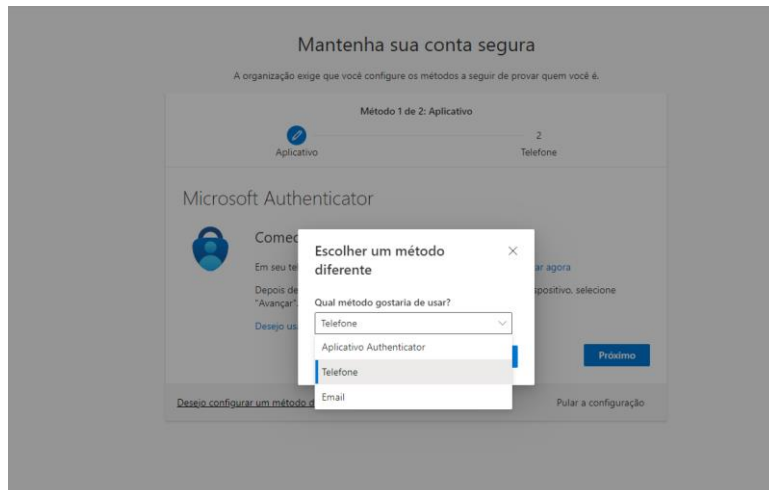 Mantenha sua conta segura
A organização exige que você configure os métodos a seguir de provar quem você é.
Método 1 de 2: Aplicativo
2
Aplicativo
Telefone
Microsoft Authenticator
Comec
Escolher um método
diferente
Em seu te
ar agora
Depois de
spositivo, selecione
"Avançar".
Qual método gostaria de usar?
Desejo us
Telefone
Aplicativo Authenticator
Próximo
Telefone
Email
Desejo configurar um método d
Pular a configuração